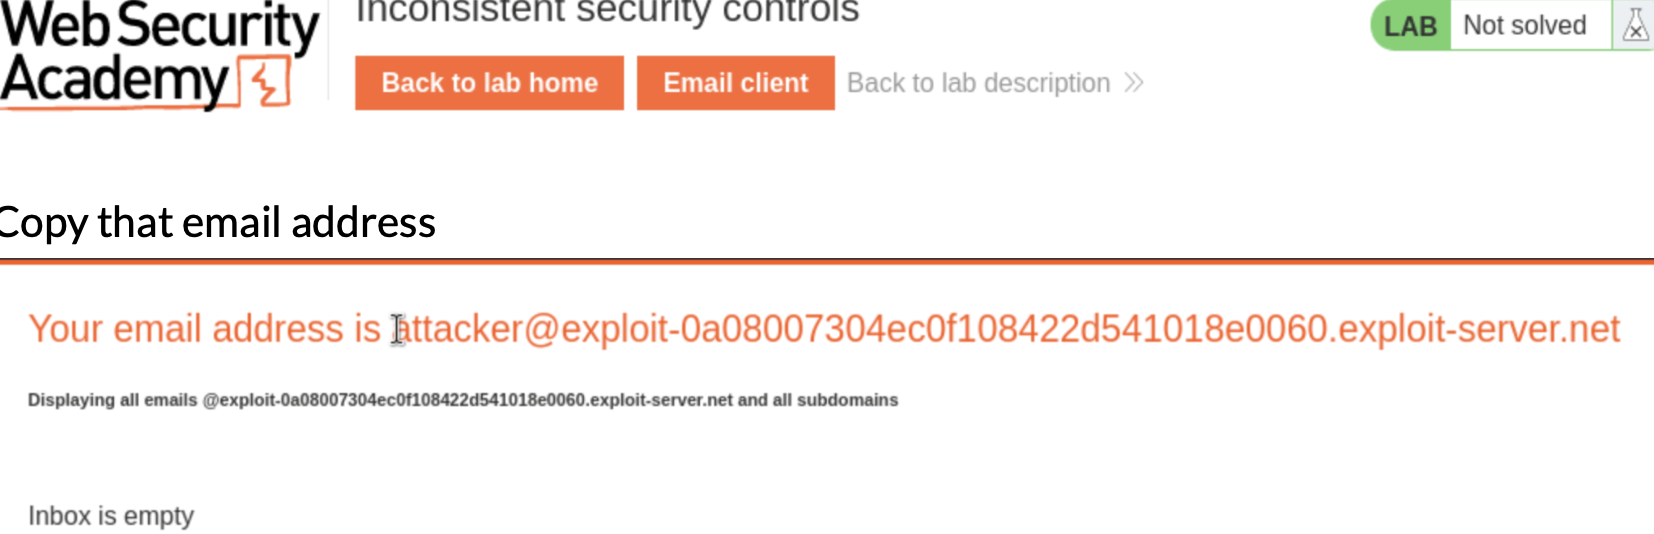 Web Security
Academy
Inconsistent security controls
LAB Not solved
Back to lab home Email client Back to lab description
Copy that email address
Your email address is attacker@exploit-0a08007304ec0f108422d541018e0060.exploit-server.net
Displaying all emails @exploit-0a08007304ec0f108422d541018e0060.exploit-server.net and all subdomains
Inbox is empty